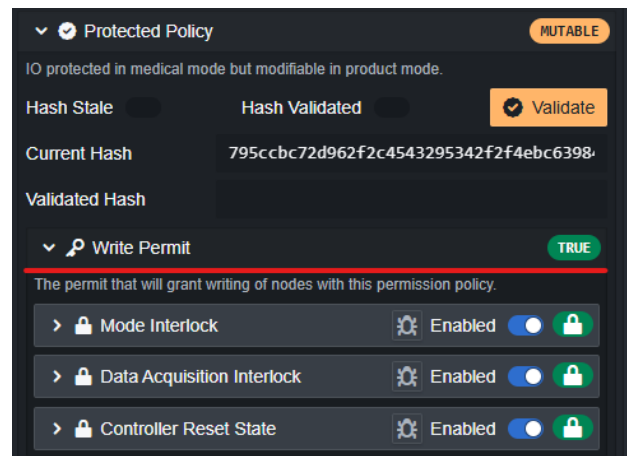 Protected Policy MUTABLE
IO protected in medical mode but modifiable in product mode.
Hash Stale Hash Validated Validate
Current Hash 795ccbc72d962f2c4543295342f2f4ebc6398
Validated Hash
Write Permit TRUE
The permit that will grant writing of nodes with this permission policy.
Mode Interlock Enabled
Data Acquisition Interlock Enabled
Controller Reset State Enabled